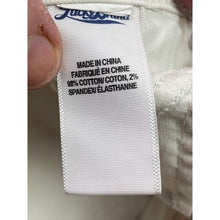 Lucky Brand
MADE IN CHINA
FABRIQUÉ EN CHINE
98% COTTON/ COTON, 2%
SPANDEX/ ÉLASTHANNE